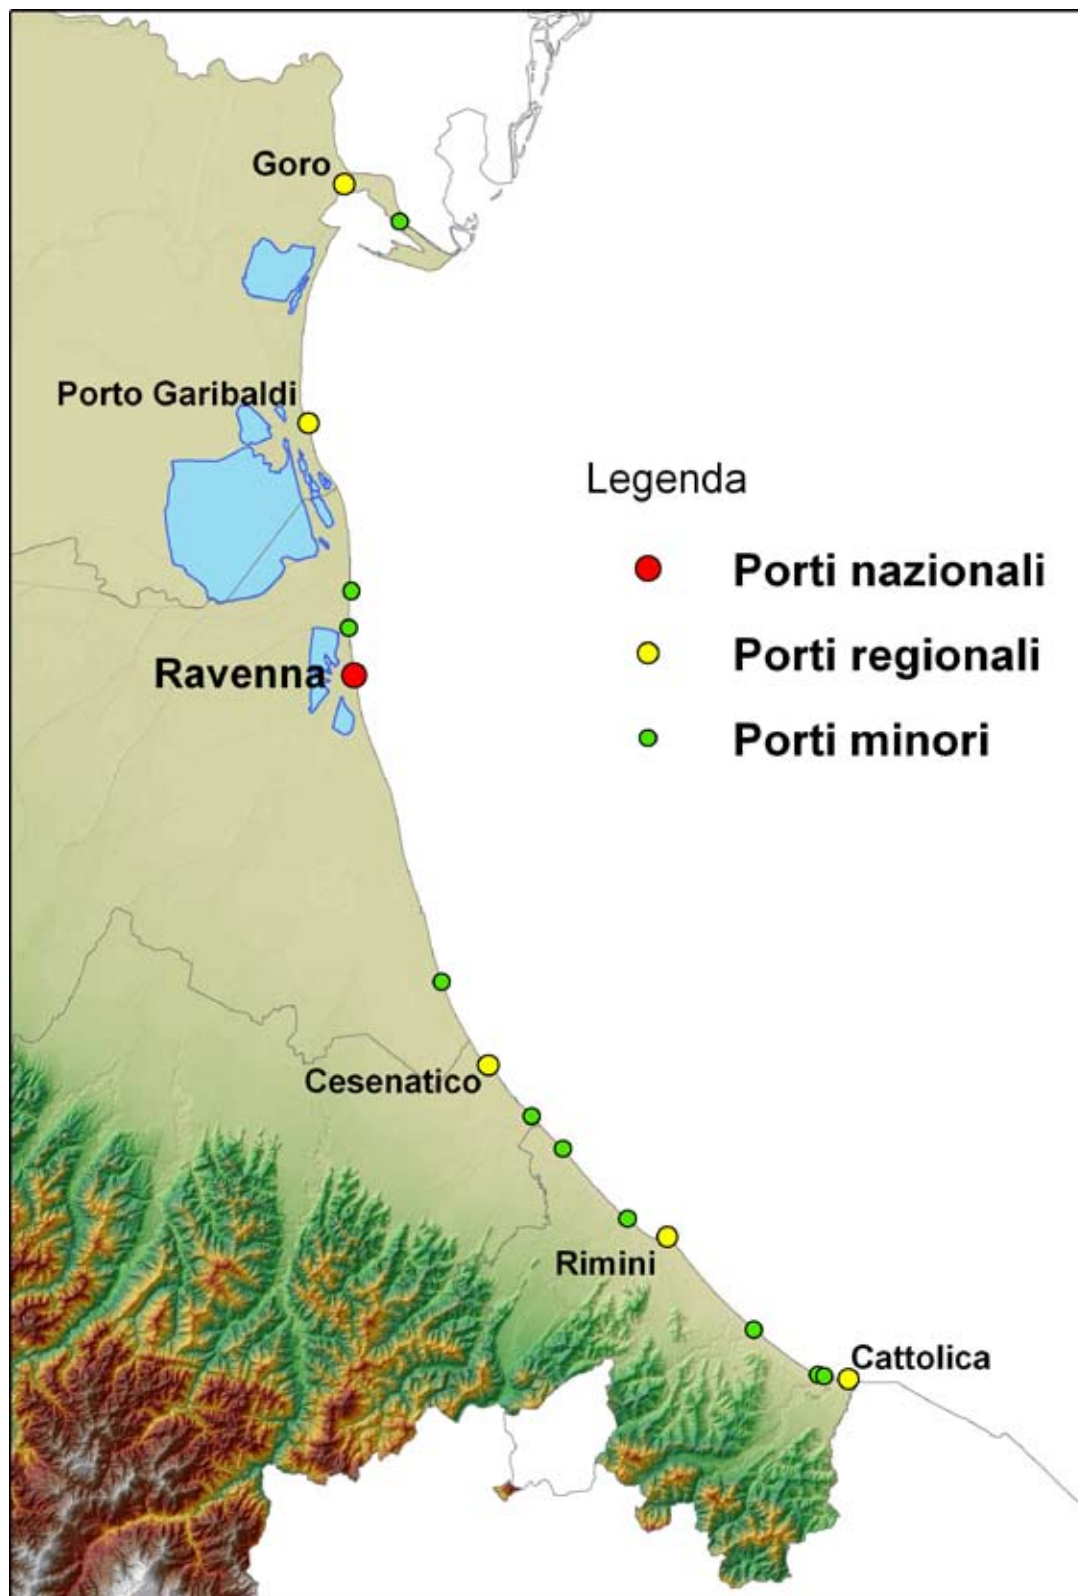 Goro
Porto Garibaldi
Legenda
Porti nazionali
Porti regionali
Ravenna
Porti minori
Cesenatico
Rimini
Cattolica